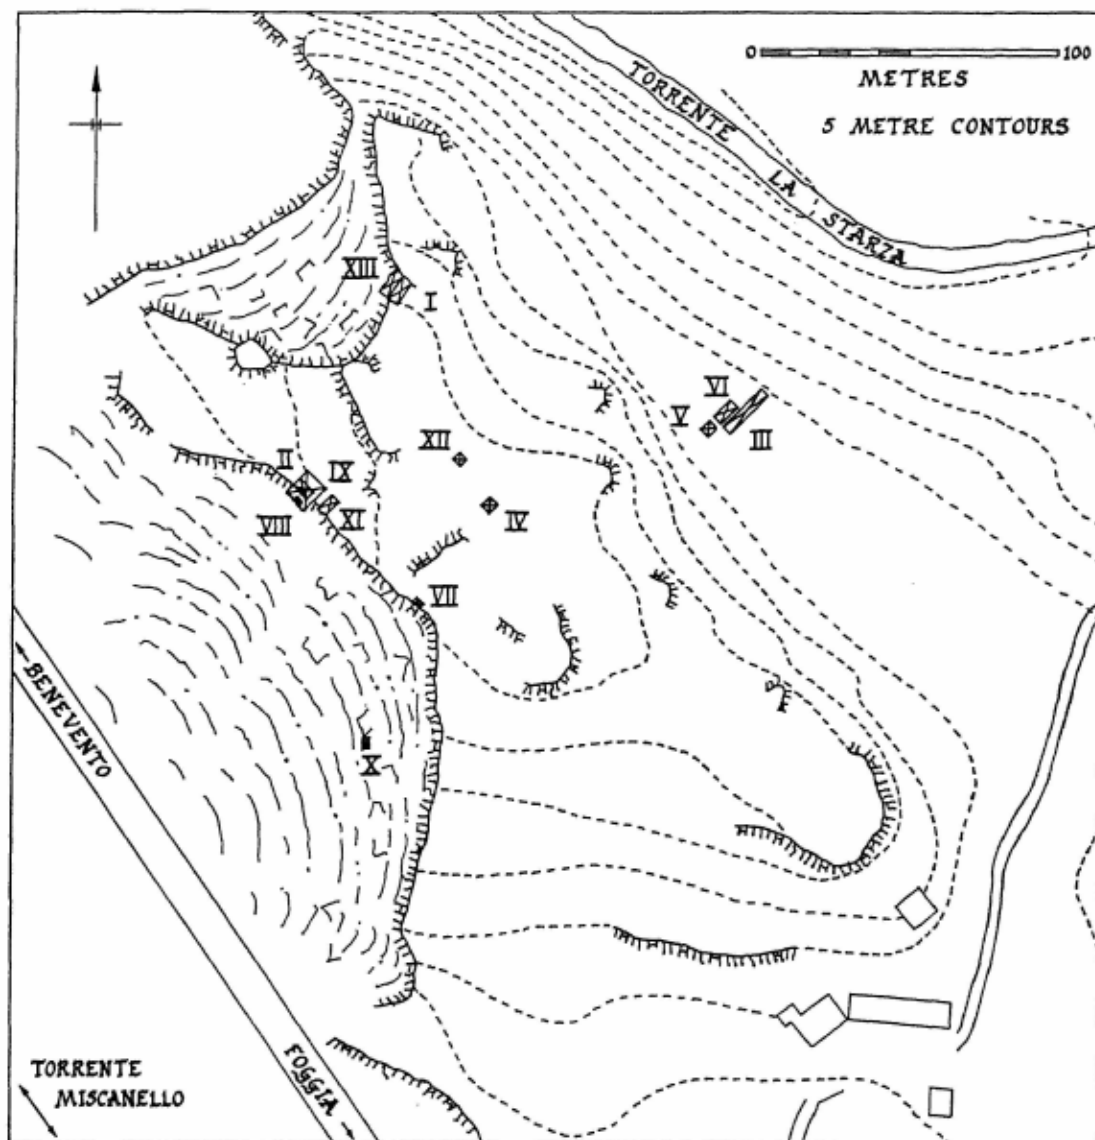 0 100
METRES
5 METRE CONTOURS
TORRENTE LA STARZA
XIII
I
VI
V
III
XII
II
IX
VIII
XI
IV
VII
X
BENEVENTO
FOGGIA
TORRENTE
MISCANELLO